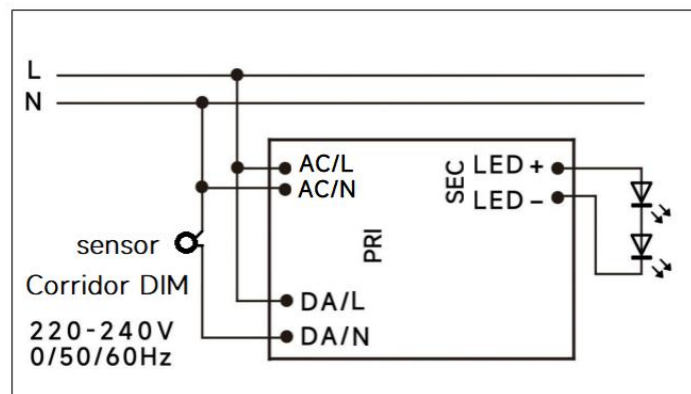 L
N
AC/L
AC/N
SEC
LED +
LED −
PRI
sensor
Corridor DIM
DA/L
DA/N
220-240V
0/50/60Hz